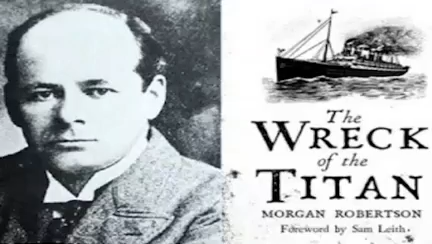 The
WRECK
of the
TITAN
MORGAN ROBERTSON
Foreword by Sam Leith